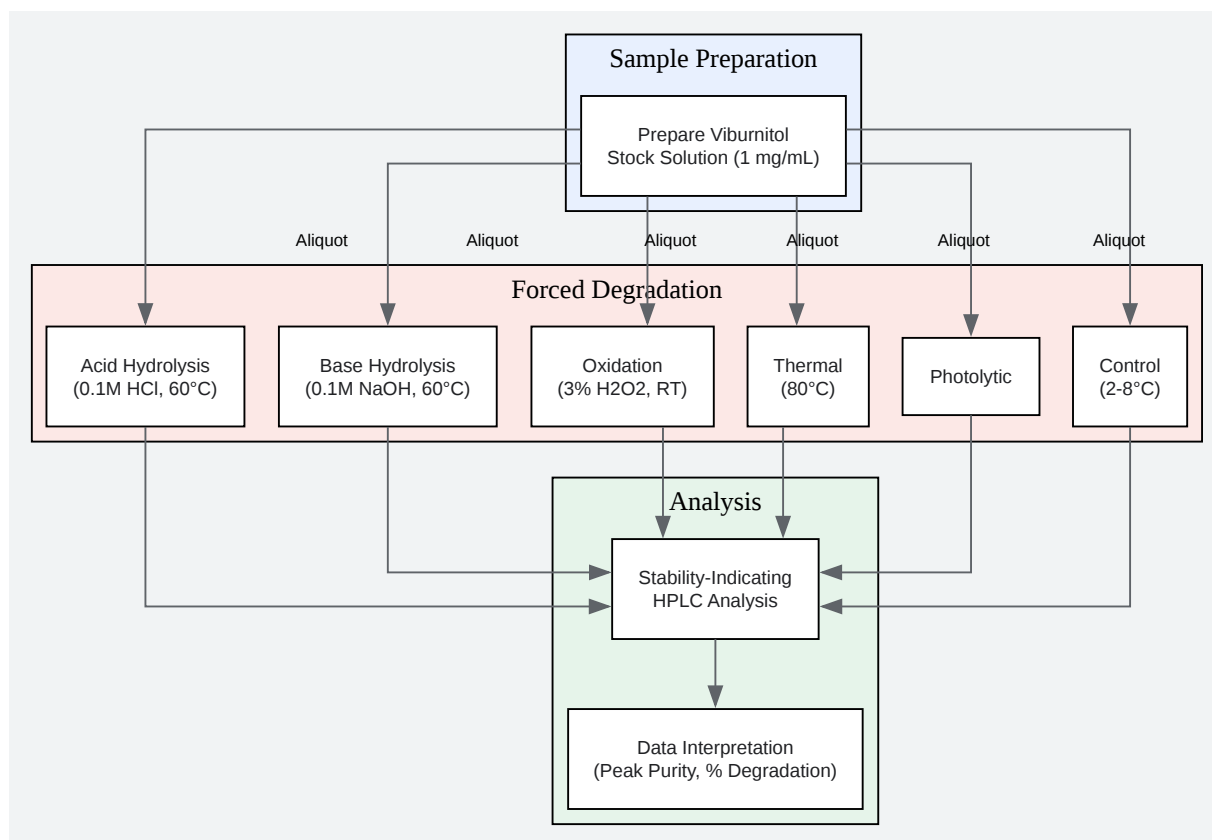 Sample Preparation
Prepare Viburnitol
Stock Solution (1 mg/mL)
Aliquot
Aliquot
Aliquot
Aliquot
Aliquot
Aliquot
Forced Degradation
Acid Hydrolysis
(0.1M HCl, 60°C)
Base Hydrolysis
(0.1M NaOH, 60°C)
Oxidation
(3% H2O2, RT)
Thermal
(80°C)
Photolytic
Control
(2-8°C)
Analysis
Stability-Indicating
HPLC Analysis
Data Interpretation
(Peak Purity, % Degradation)